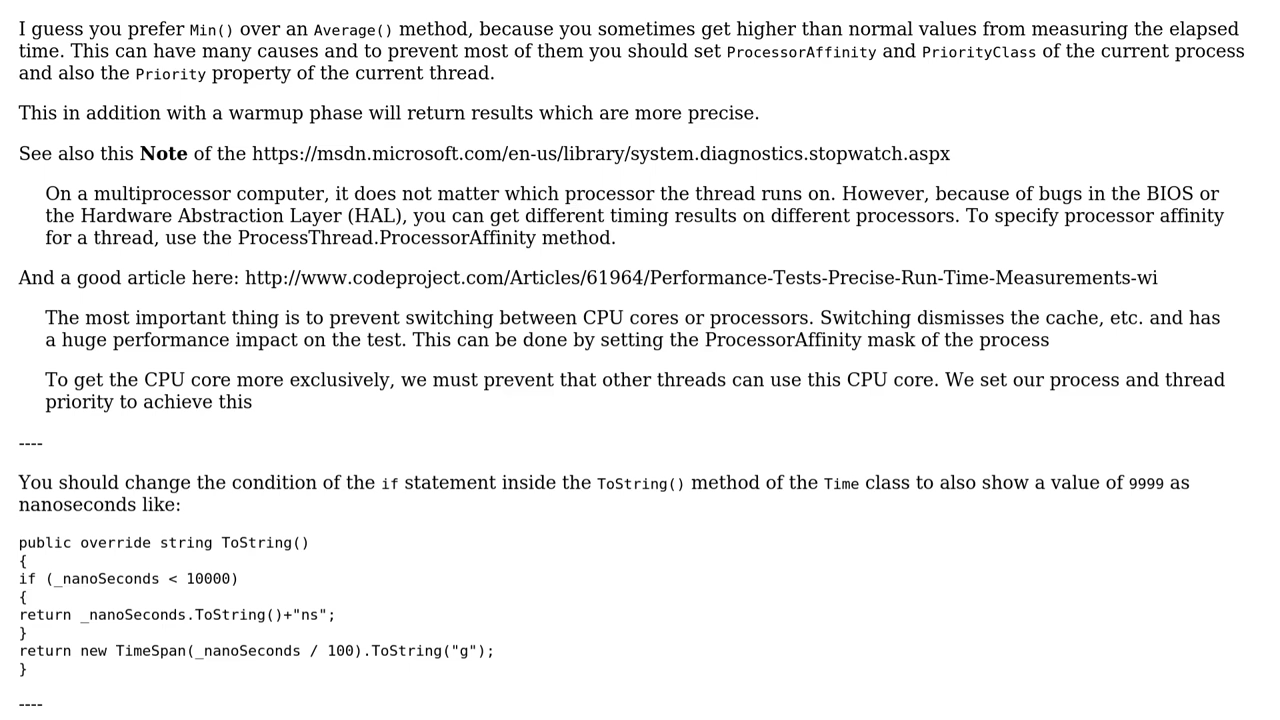 I guess you prefer Min() over an Average() method, because you sometimes get higher than normal values from measuring the elapsed
time. This can have many causes and to prevent most of them you should set ProcessorAffinity and PriorityClass of the current process
and also the Priority property of the current thread.
This in addition with a warmup phase will return results which are more precise.
See also this Note of the https://msdn.microsoft.com/en-us/library/system.diagnostics.stopwatch.aspx
On a multiprocessor computer, it does not matter which processor the thread runs on. However, because of bugs in the BIOS or
the Hardware Abstraction Layer (HAL), you can get different timing results on different processors. To specify processor affinity
for a thread, use the ProcessThread.ProcessorAffinity method.
And a good article here: http://www.codeproject.com/Articles/61964/Performance-Tests-Precise-Run-Time-Measurements-wi
The most important thing is to prevent switching between CPU cores or processors. Switching dismisses the cache, etc. and has
a huge performance impact on the test. This can be done by setting the ProcessorAffinity mask of the process
To get the CPU core more exclusively, we must prevent that other threads can use this CPU core. We set our process and thread
priority to achieve this
----
You should change the condition of the if statement inside the ToString() method of the Time class to also show a value of 9999 as
nanoseconds like:
public override string ToString()
{
if (_nanoSeconds < 10000)
{
return _nanoSeconds.ToString()+"ns";
}
return new TimeSpan(_nanoSeconds / 100).ToString("g");
}
----